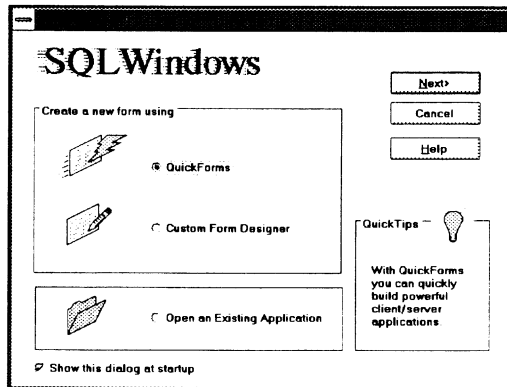 SQLWindows
Next>
Cancel
Help
Create a new form using
QuickForms
Custom Form Designer
Open an Existing Application
QuickTips
With QuickForms
you can quickly
build powerful
client/server
applications.
Show this dialog at startup